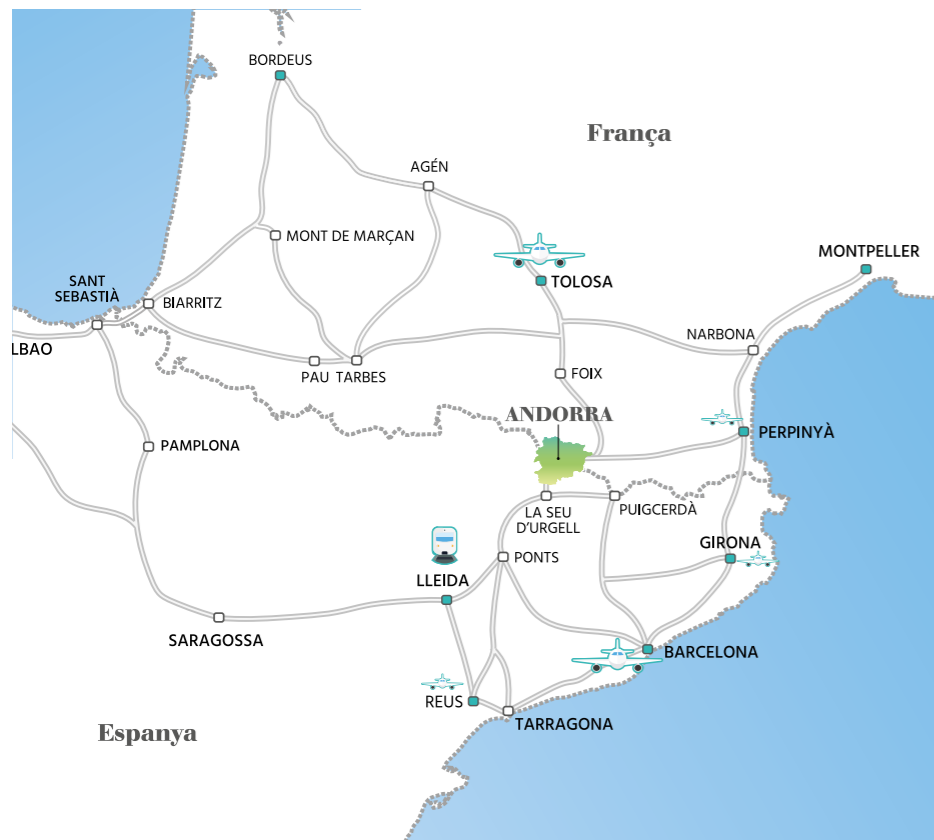 BORDEUS
França
AGÉN
MONT DE MARÇAN
MONTPELLER
SANT
SEBASTIÀ
TOLOSA
BIARRITZ
NARBONA
LBAO
PAU
TARBES
FOIX
ANDORRA
PERPINYÀ
PAMPLONA
LA SEU
D'URGELL
PUIGCERDÀ
GIRONA
PONTS
LLEIDA
SARAGOSSA
BARCELONA
REUS
TARRAGONA
Espanya